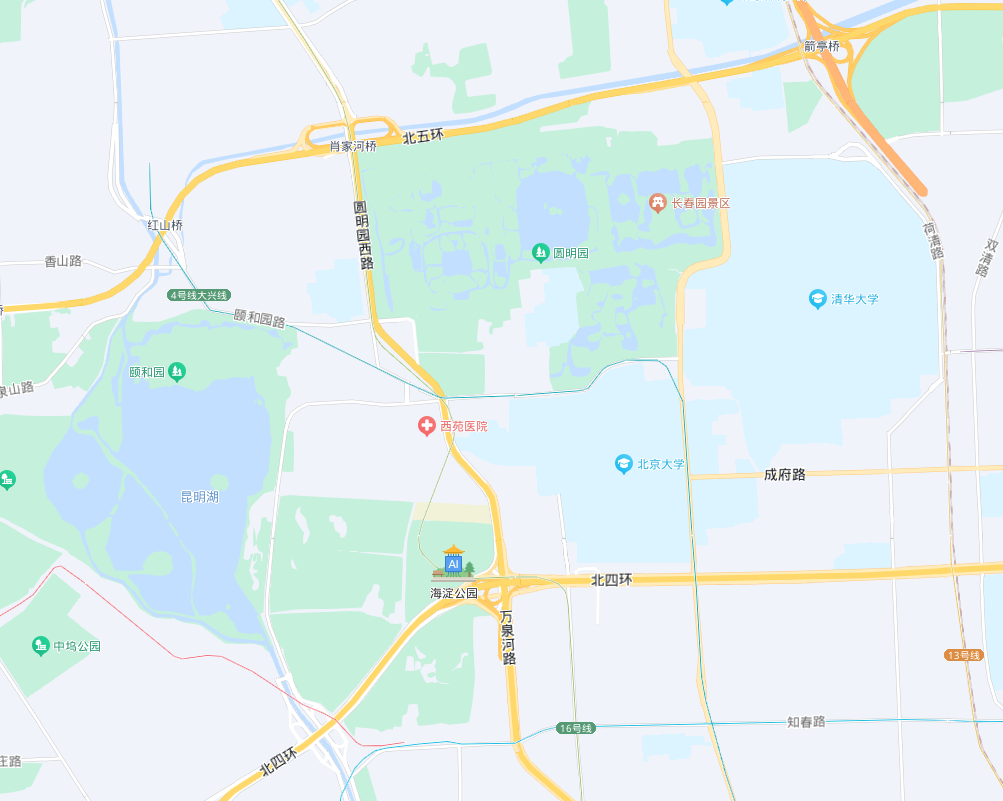 箭亭桥
北五环
肖家河桥
长春园景区
圆明园西路
红山桥
荷清路
双清路
圆明园
香山路
4号线大兴线
清华大学
颐和园路
颐和园
泉山路
西苑医院
北京大学
成府路
昆明湖
AI
海淀公园
北四环
万泉河路
中坞公园
13号线
16号线
知春路
北四环
庄路